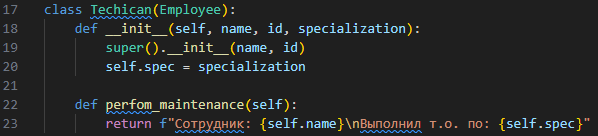 17 class Techican(Employee):
18     def __init__(self, name, id, specialization):
19         super().__init__(name, id)
20         self.spec = specialization
21
22     def perfom_maintenance(self):
23         return f"Сотрудник: {self.name}\nВыполнил т.о. по: {self.spec}"